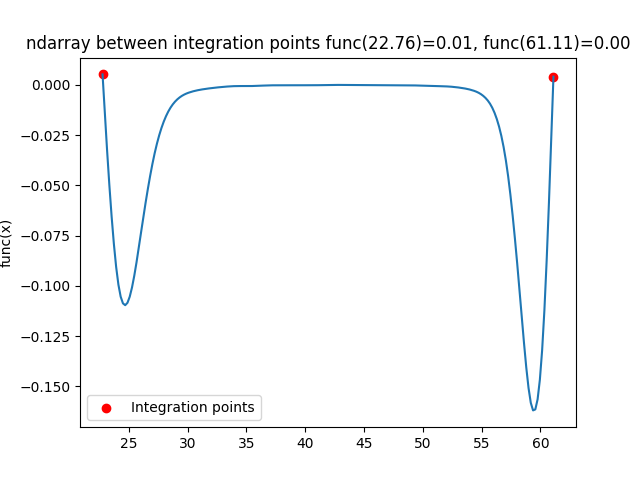 ndarray between integration points func(22.76)=0.01, func(61.11)=0.00
0.000
−0.025
−0.050
−0.075
−0.100
−0.125
−0.150
func(x)
Integration points
25 30 35 40 45 50 55 60